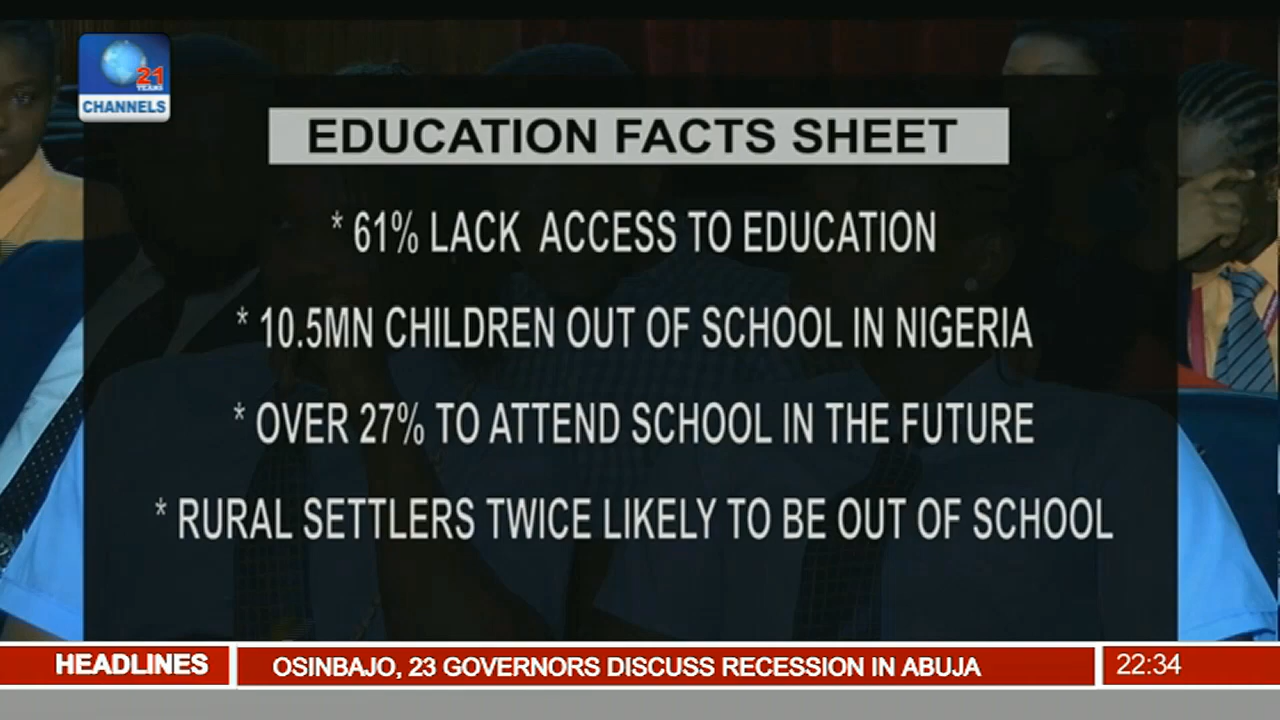 21
YEARS
CHANNELS
EDUCATION FACTS SHEET
* 61% LACK ACCESS TO EDUCATION
* 10.5MN CHILDREN OUT OF SCHOOL IN NIGERIA
* OVER 27% TO ATTEND SCHOOL IN THE FUTURE
* RURAL SETTLERS TWICE LIKELY TO BE OUT OF SCHOOL
HEADLINES
OSINBAJO, 23 GOVERNORS DISCUSS RECESSION IN ABUJA
22:34